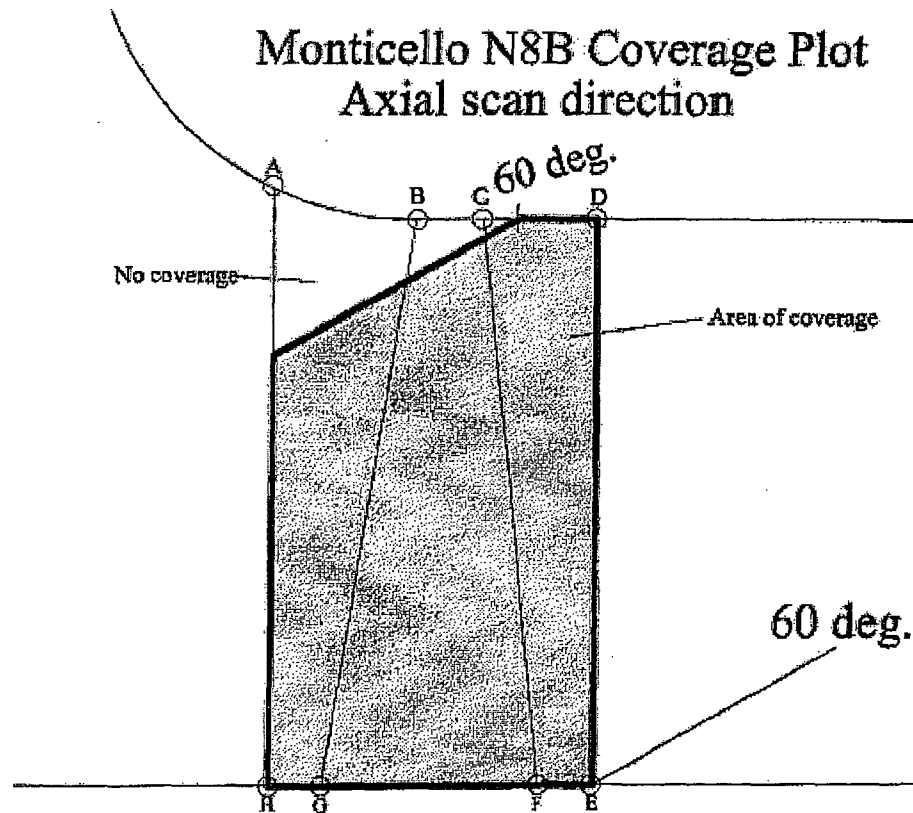 Monticello N8B Coverage Plot
Axial scan direction
60 deg.
A
B
C
D
No coverage
Area of coverage
60 deg.
H
G
F
E